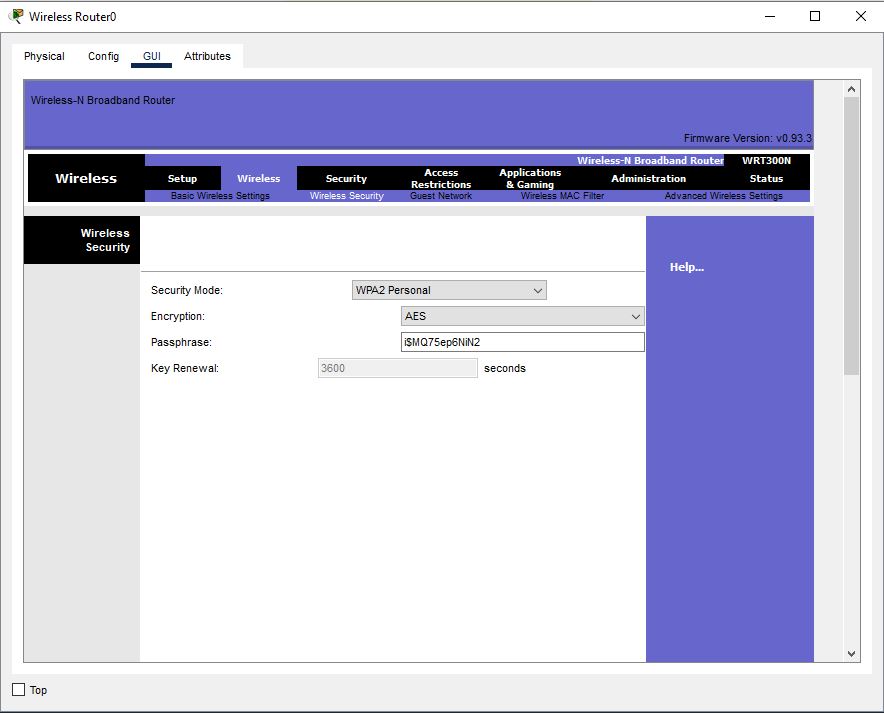 Wireless Router0
Physical Config GUI Attributes
Wireless-N Broadband Router
Firmware Version: v0.93.3
Wireless-N Broadband Router WRT300N
Wireless
Setup Wireless Security Access Restrictions Applications & Gaming Administration Status
Basic Wireless Settings Wireless Security Guest Network Wireless MAC Filter Advanced Wireless Settings
Wireless
Security
Help...
Security Mode: WPA2 Personal
Encryption: AES
Passphrase: i$MQ75ep6NiN2
Key Renewal: 3600 seconds
Top